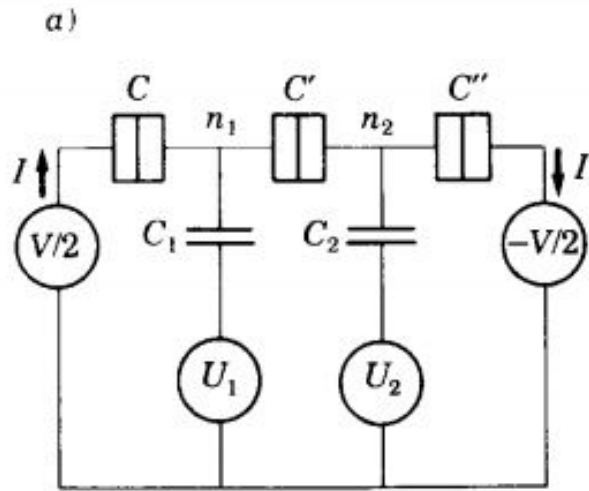 a)
C C′ C″
n₁ n₂
I I
C₁ C₂
V/2 −V/2
U₁ U₂